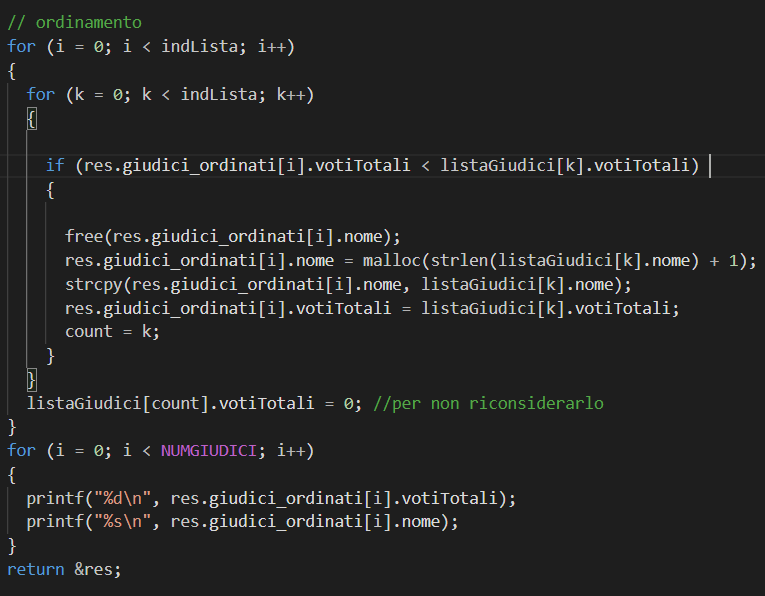 // ordinamento
for (i = 0; i < indLista; i++)
{
for (k = 0; k < indLista; k++)
{
if (res.giudici_ordinati[i].votiTotali < listaGiudici[k].votiTotali)
{
free(res.giudici_ordinati[i].nome);
res.giudici_ordinati[i].nome = malloc(strlen(listaGiudici[k].nome) + 1);
strcpy(res.giudici_ordinati[i].nome, listaGiudici[k].nome);
res.giudici_ordinati[i].votiTotali = listaGiudici[k].votiTotali;
count = k;
}
}
listaGiudici[count].votiTotali = 0; //per non riconsiderarlo
}
for (i = 0; i < NUMGIUDICI; i++)
{
printf("%d\n", res.giudici_ordinati[i].votiTotali);
printf("%s\n", res.giudici_ordinati[i].nome);
}
return &res;